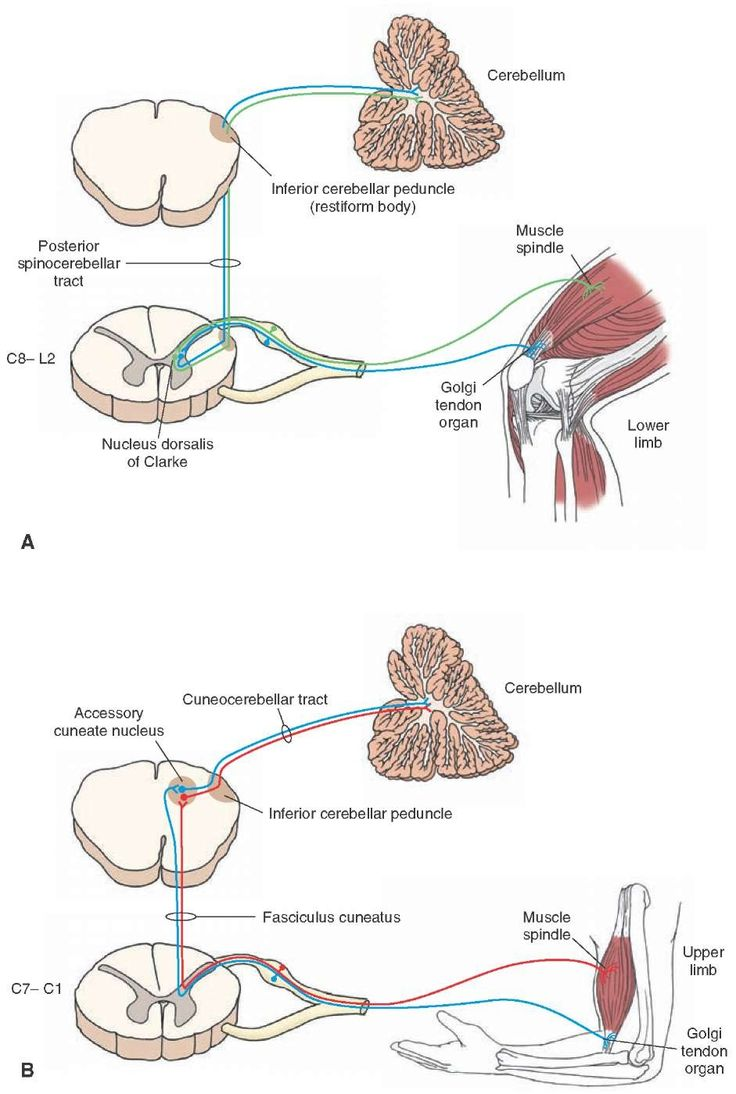 Cerebellum
Inferior cerebellar peduncle
(restiform body)
Posterior
spinocerebellar
tract
Muscle
spindle
C8– L2
Golgi
tendon
organ
Lower
limb
Nucleus dorsalis
of Clarke
A
Cuneocerebellar tract
Cerebellum
Accessory
cuneate nucleus
Inferior cerebellar peduncle
Fasciculus cuneatus
Muscle
spindle
Upper
limb
C7– C1
Golgi
tendon
organ
B